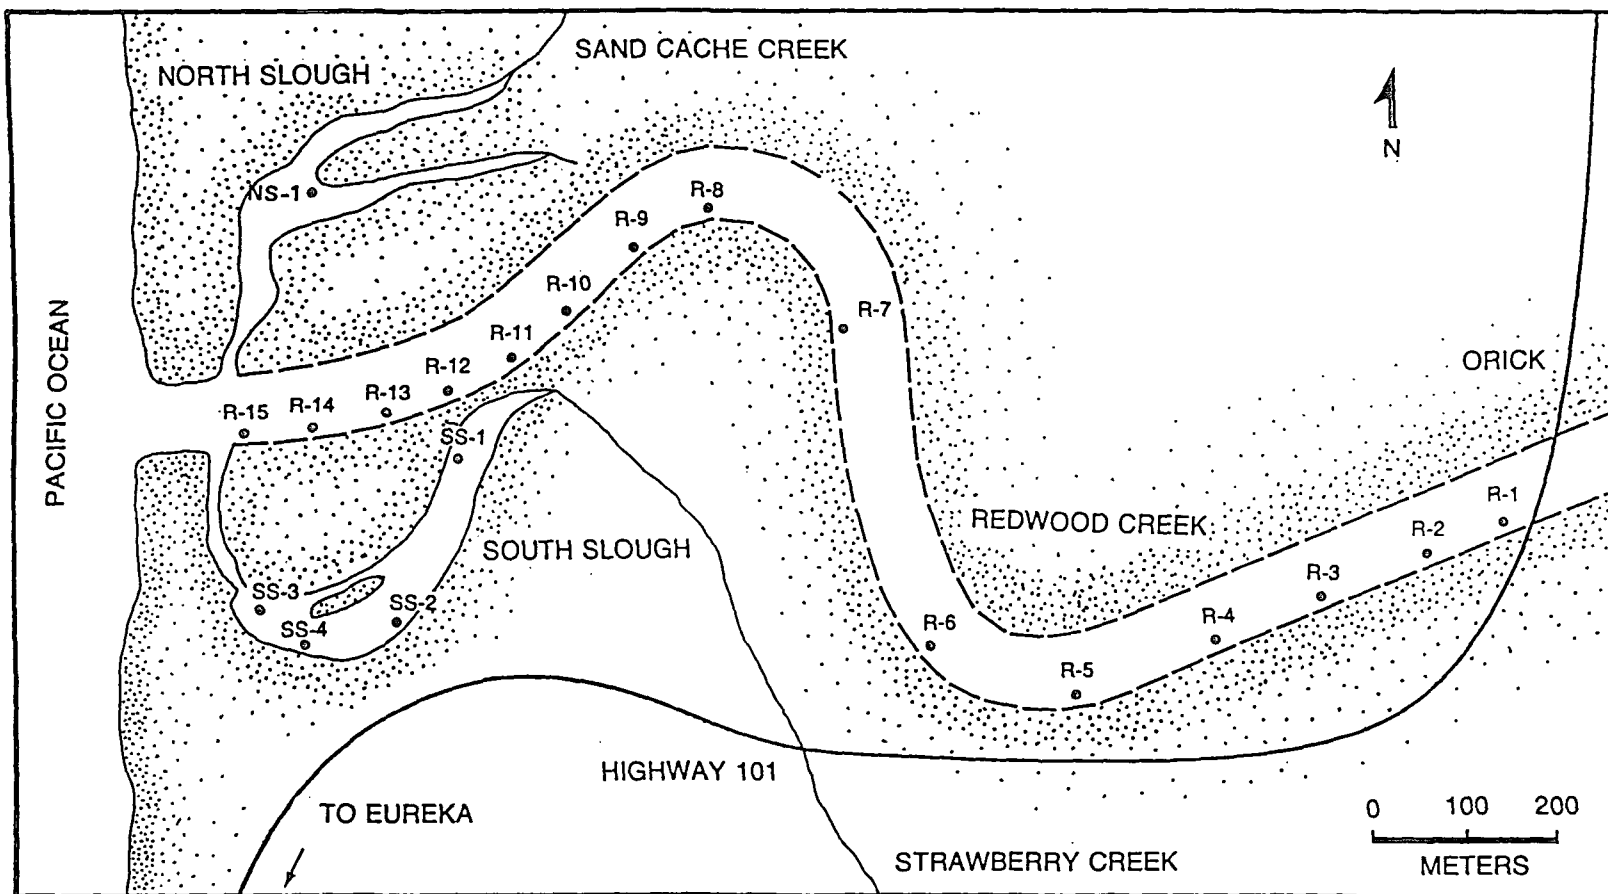 SAND CACHE CREEK
NORTH SLOUGH
N
NS-1
R-8
R-9
R-10
R-7
R-11
PACIFIC OCEAN
ORICK
R-12
R-13
R-14
R-15
SS-1
R-1
REDWOOD CREEK
R-2
SOUTH SLOUGH
R-3
SS-3
SS-2
R-4
R-6
SS-4
R-5
HIGHWAY 101
TO EUREKA
0 100 200
METERS
STRAWBERRY CREEK